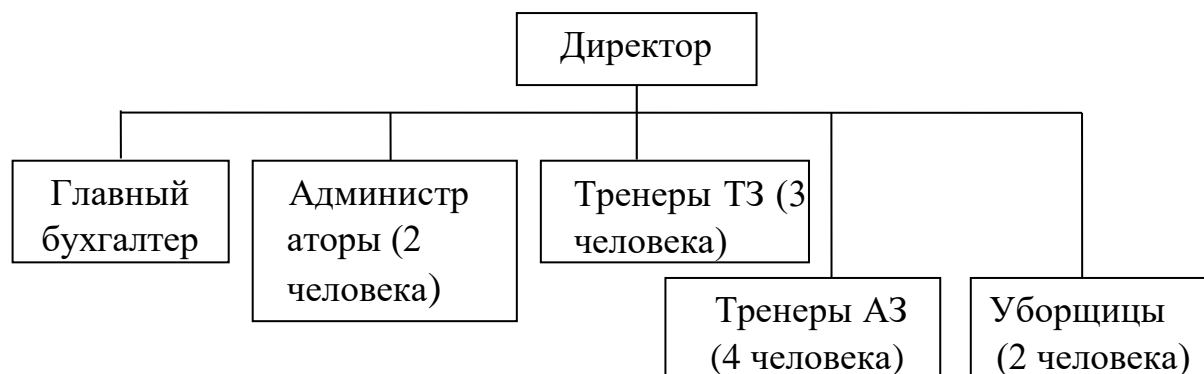 Директор
Главный
бухгалтер
Администр
аторы (2
человека)
Тренеры ТЗ (3
человека)
Тренеры АЗ
(4 человека)
Уборщицы
(2 человека)